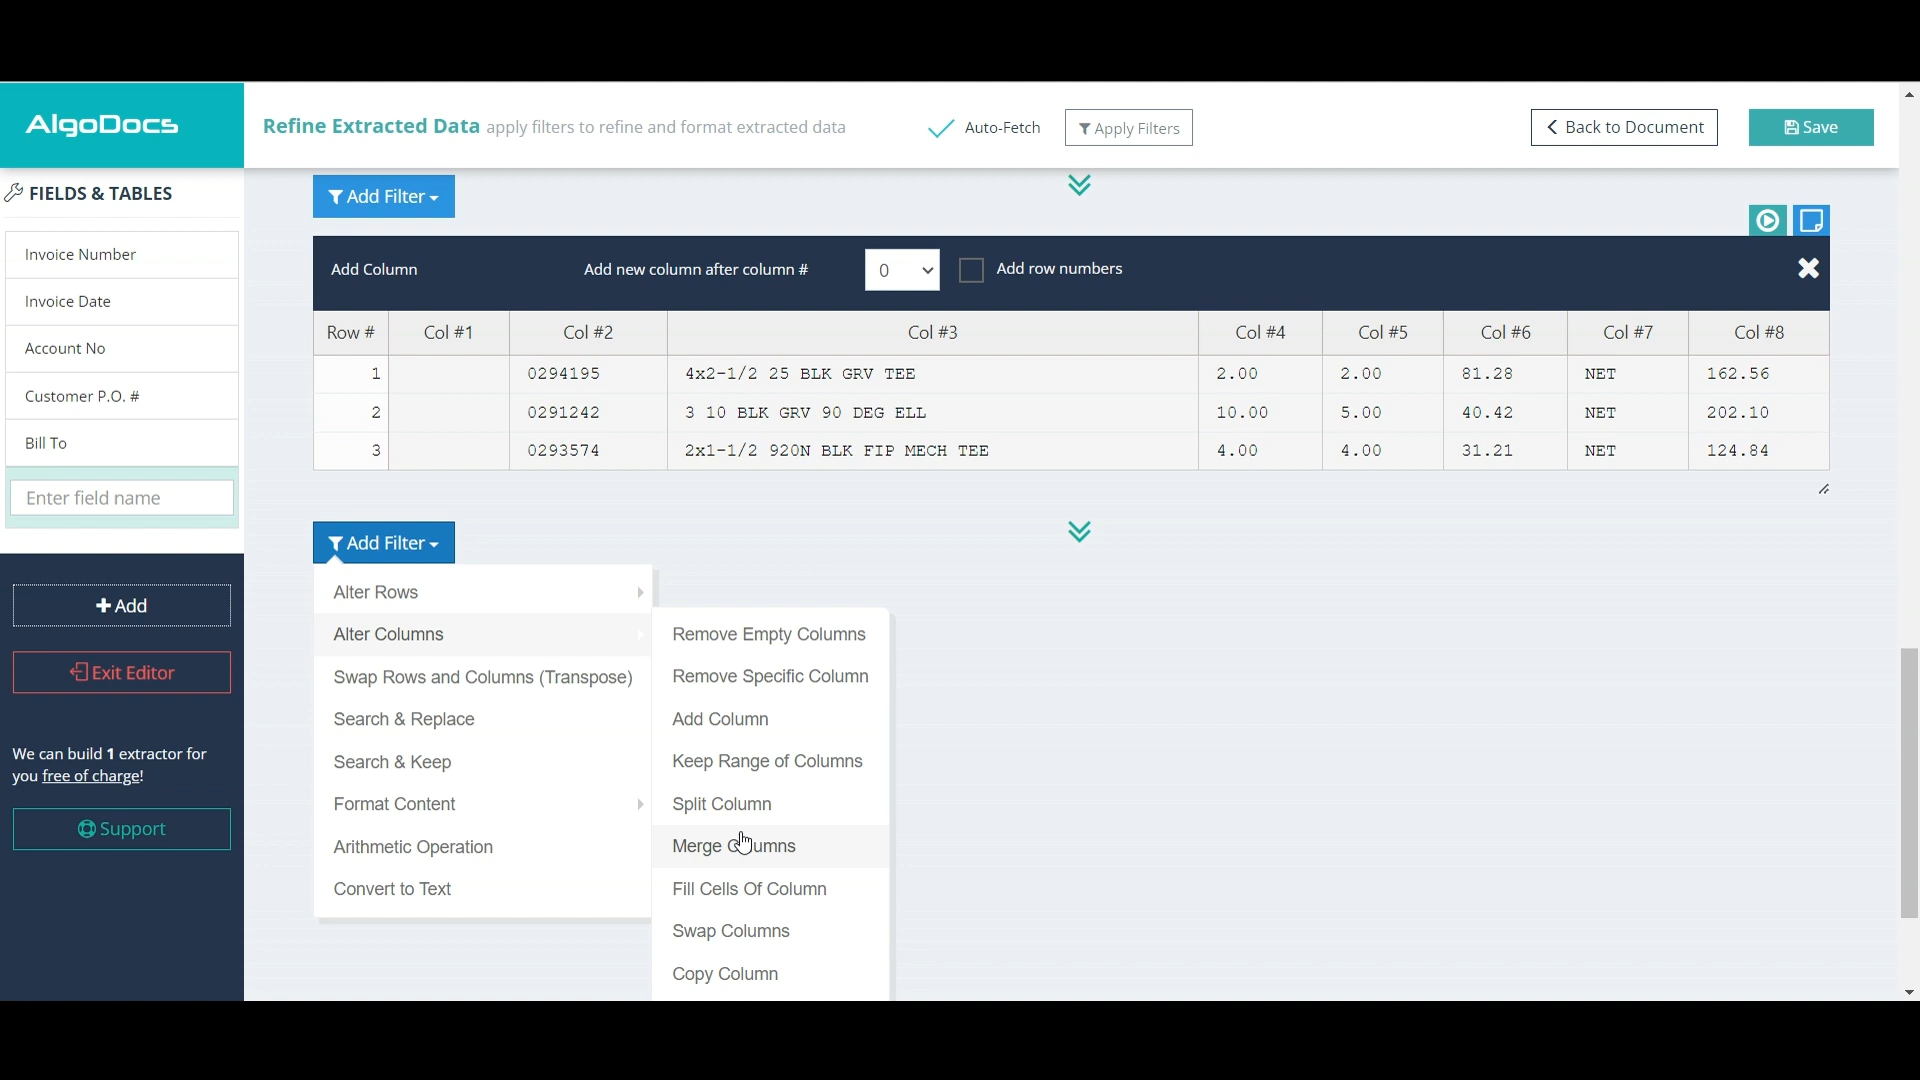 AlgoDocs
Refine Extracted Data apply filters to refine and format extracted data
Auto-Fetch
Apply Filters
Back to Document
Save
FIELDS & TABLES
Invoice Number
Invoice Date
Account No
Customer P.O. #
Bill To
Enter field name
Add
Exit Editor
We can build 1 extractor for
you free of charge!
Support
Add Filter
Add Column
Add new column after column #
0
Add row numbers
Row # Col #1 Col #2 Col #3 Col #4 Col #5 Col #6 Col #7 Col #8
1 0294195 4x2-1/2 25 BLK GRV TEE 2.00 2.00 81.28 NET 162.56
2 0291242 3 10 BLK GRV 90 DEG ELL 10.00 5.00 40.42 NET 202.10
3 0293574 2x1-1/2 920N BLK FIP MECH TEE 4.00 4.00 31.21 NET 124.84
Add Filter
Alter Rows
Alter Columns
Swap Rows and Columns (Transpose)
Search & Replace
Search & Keep
Format Content
Arithmetic Operation
Convert to Text
Remove Empty Columns
Remove Specific Column
Add Column
Keep Range of Columns
Split Column
Merge Columns
Fill Cells Of Column
Swap Columns
Copy Column